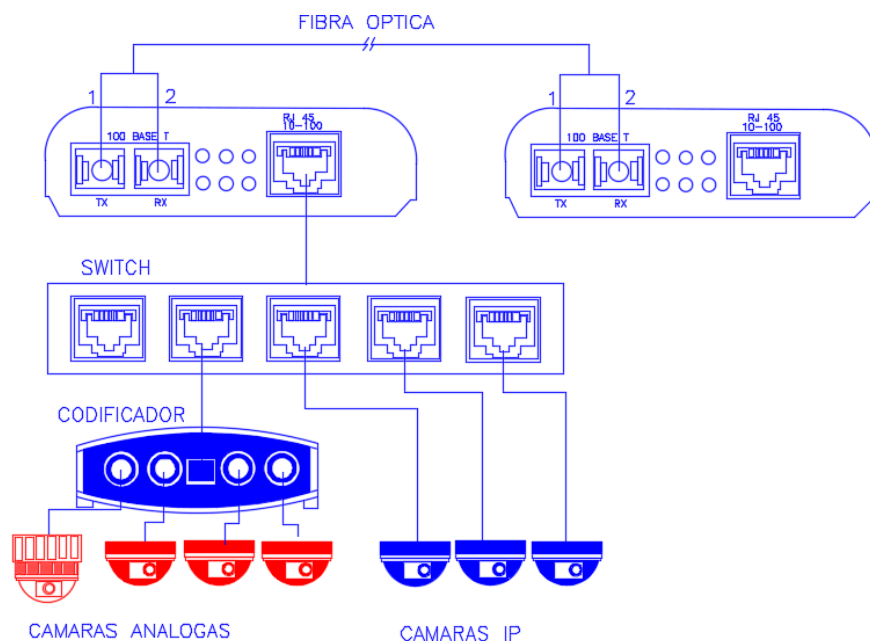 FIBRA OPTICA
1 2
RJ 45
10-100
100 BASE T
TX RX
1 2
RJ 45
10-100
100 BASE T
TX RX
SWITCH
CODIFICADOR
CAMARAS ANALOGAS
CAMARAS IP